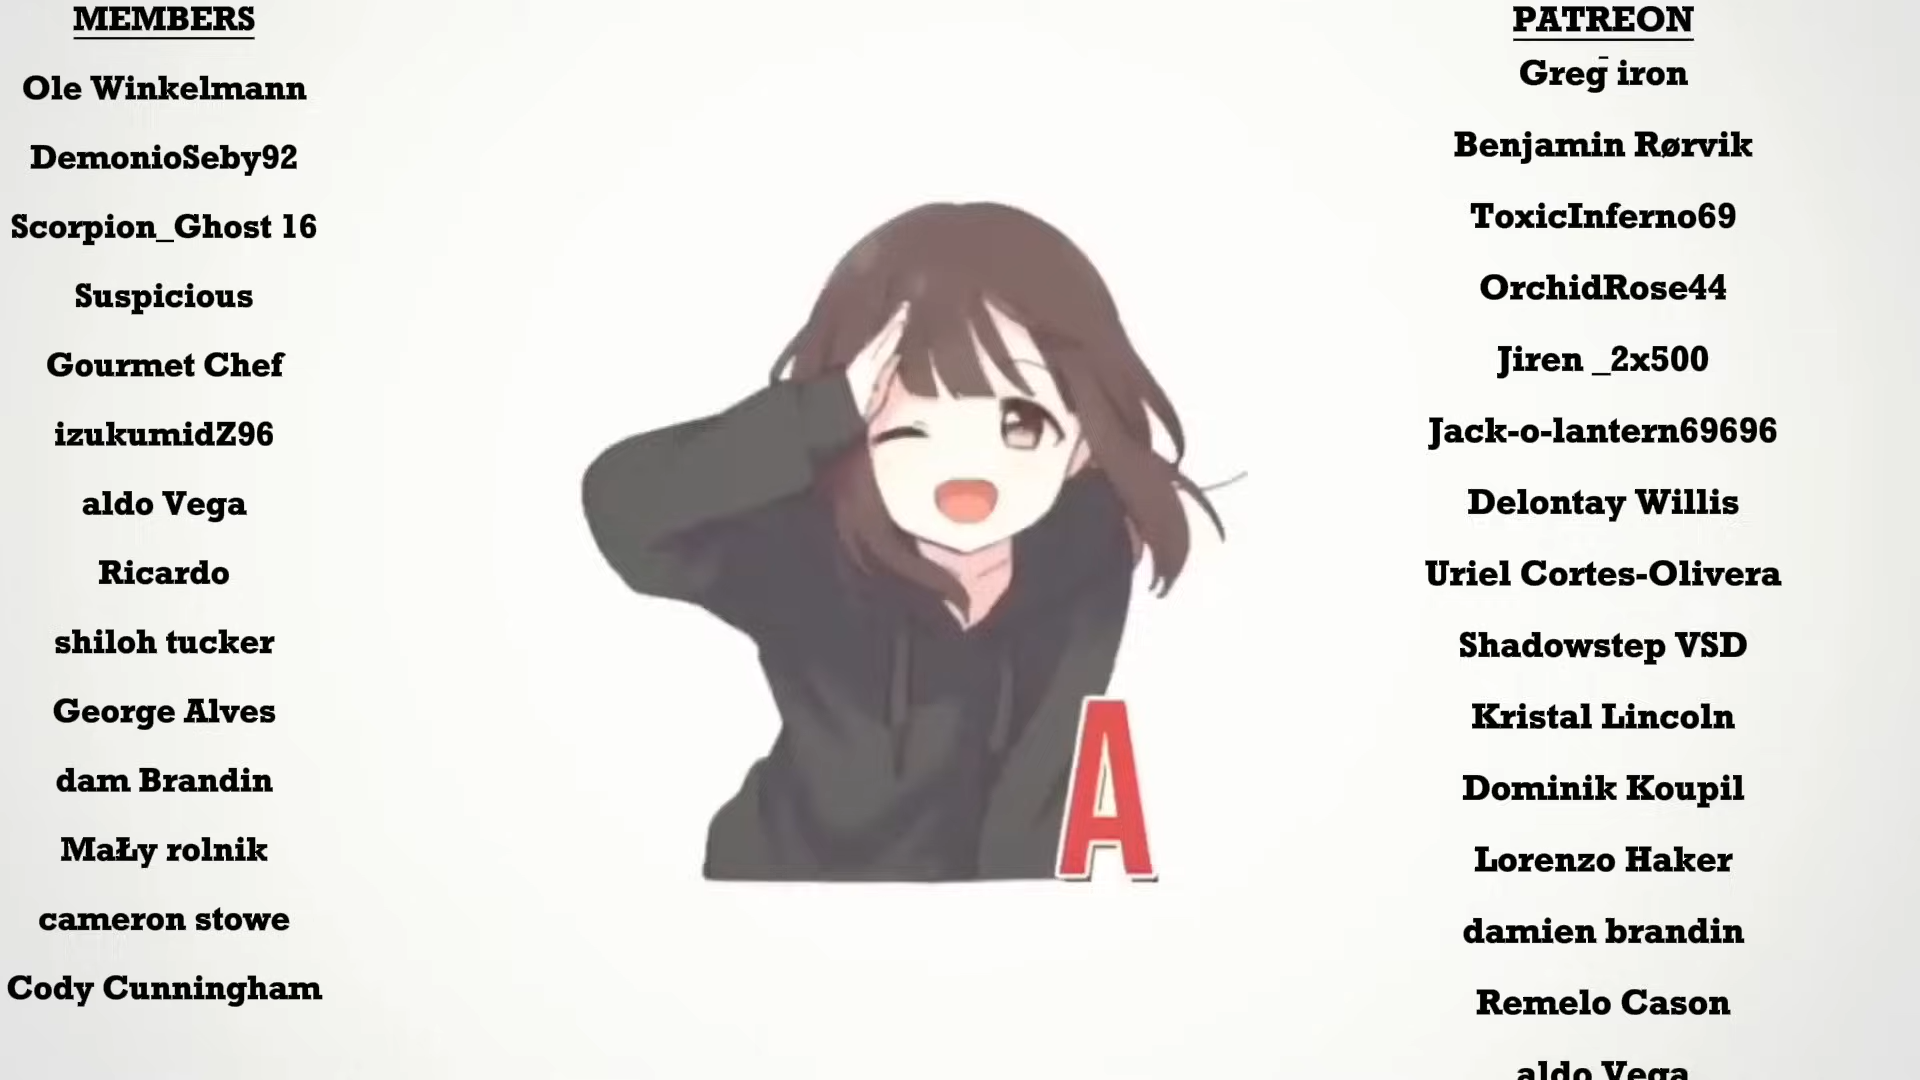 MEMBERS
Ole Winkelmann
DemonioSeby92
Scorpion_Ghost 16
Suspicious
Gourmet Chef
izukumidZ96
aldo Vega
Ricardo
shiloh tucker
George Alves
dam Brandin
MaŁy rolnik
cameron stowe
Cody Cunningham
A
PATREON
Greg iron
Benjamin Rørvik
ToxicInferno69
OrchidRose44
Jiren _2x500
Jack-o-lantern69696
Delontay Willis
Uriel Cortes-Olivera
Shadowstep VSD
Kristal Lincoln
Dominik Koupil
Lorenzo Haker
damien brandin
Remelo Cason
aldo Vega